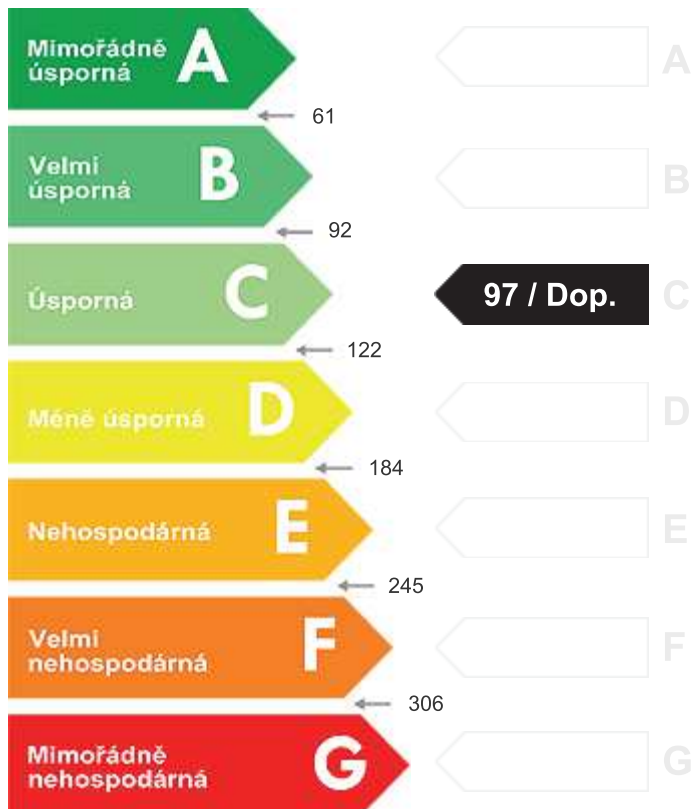 Mimořádně
úsporná
A
A
61
Velmi
úsporná
B
B
92
Úsporná
C
97 / Dop.
C
122
Méně úsporná
D
D
184
Nehospodárná
E
E
245
Velmi
nehospodárná
F
F
306
Mimořádně
nehospodárná
G
G